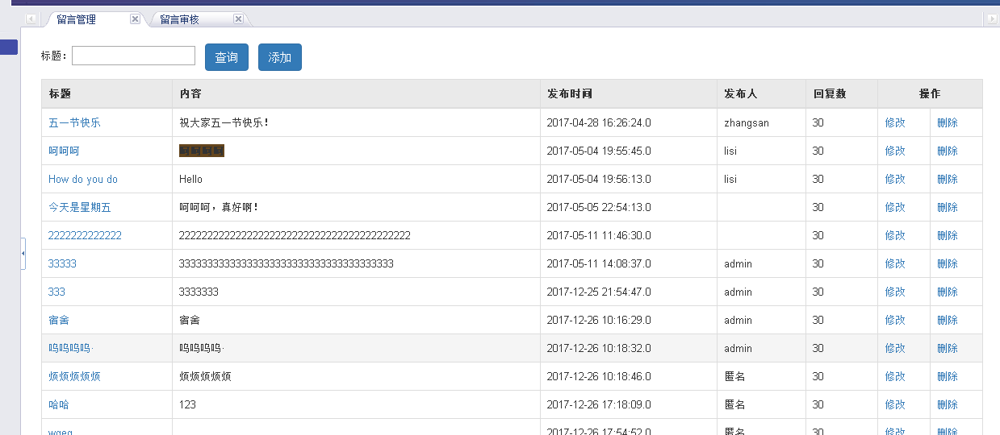 留言管理 留言审核
标题： 查询 添加
标题 内容 发布时间 发布人 回复数 操作
五一节快乐 祝大家五一节快乐！ 2017-04-28 16:26:24.0 zhangsan 30 修改 删除
呵呵呵 呵呵呵呵 2017-05-04 19:55:45.0 lisi 30 修改 删除
How do you do Hello 2017-05-04 19:56:13.0 lisi 30 修改 删除
今天是星期五 呵呵呵，真好啊！ 2017-05-05 22:54:13.0 30 修改 删除
2222222222222 2017-05-11 11:46:30.0 30 修改 删除
33333 2017-05-11 14:08:37.0 admin 30 修改 删除
333 3333333 2017-12-25 21:54:47.0 admin 30 修改 删除
宿舍 宿舍 2017-12-26 10:16:29.0 admin 30 修改 删除
呜呜呜呜· 呜呜呜呜· 2017-12-26 10:18:32.0 admin 30 修改 删除
烦烦烦烦烦 烦烦烦烦烦 2017-12-26 10:18:46.0 匿名 30 修改 删除
哈哈 123 2017-12-26 17:18:09.0 匿名 30 修改 删除
2017-12-26 17:54:52.0 匿名 30 修改 删除